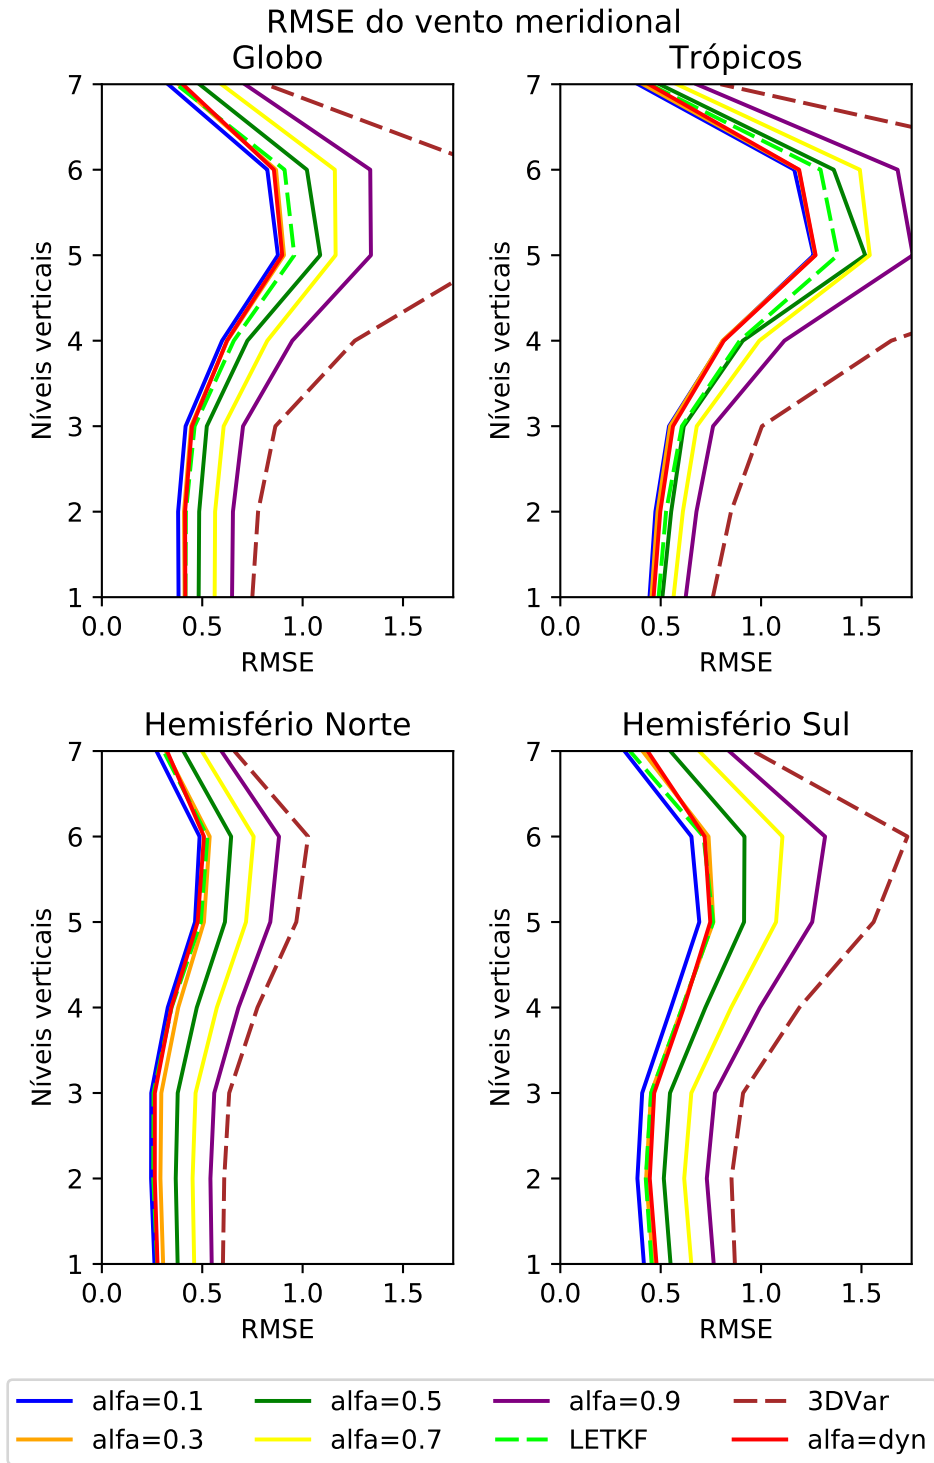 RMSE do vento meridional
Globo
Trópicos
7
6
5
4
3
2
1
Níveis verticais
0.0 0.5 1.0 1.5
RMSE
7
6
5
4
3
2
1
Níveis verticais
0.0 0.5 1.0 1.5
RMSE
Hemisfério Norte
Hemisfério Sul
7
6
5
4
3
2
1
Níveis verticais
0.0 0.5 1.0 1.5
RMSE
7
6
5
4
3
2
1
Níveis verticais
0.0 0.5 1.0 1.5
RMSE
alfa=0.1 alfa=0.5 alfa=0.9 3DVar
alfa=0.3 alfa=0.7 LETKF alfa=dyn